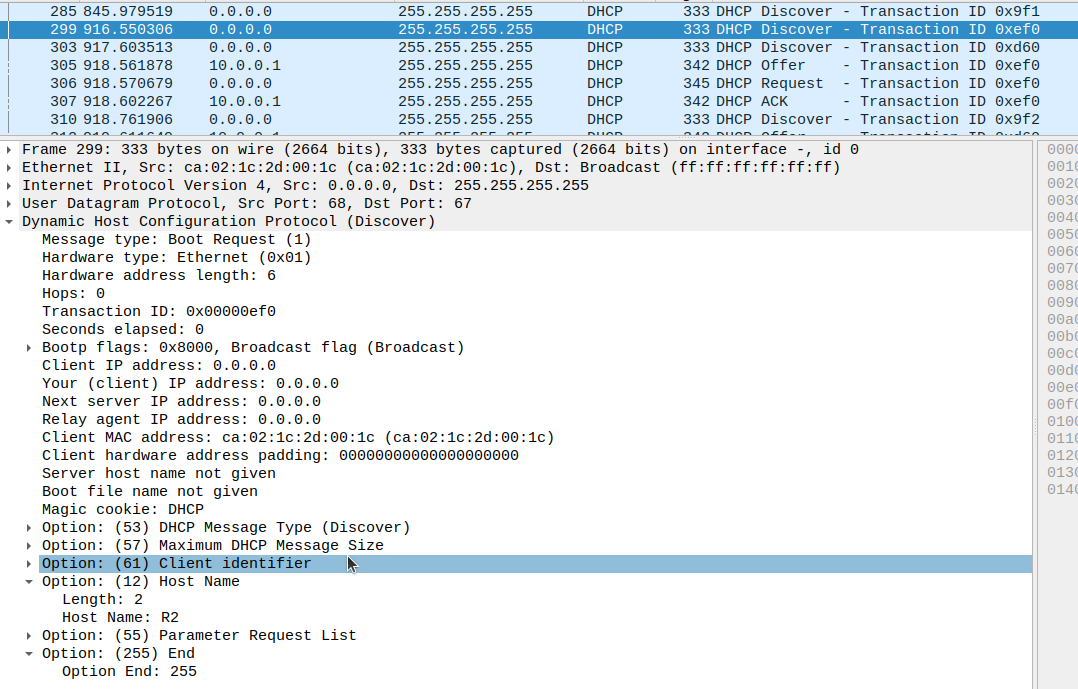 285 845.979519 0.0.0.0 255.255.255.255 DHCP 333 DHCP Discover - Transaction ID 0x9f1
299 916.550306 0.0.0.0 255.255.255.255 DHCP 333 DHCP Discover - Transaction ID 0xef0
303 917.603513 0.0.0.0 255.255.255.255 DHCP 333 DHCP Discover - Transaction ID 0xd60
305 918.561878 10.0.0.1 255.255.255.255 DHCP 342 DHCP Offer - Transaction ID 0xef0
306 918.570679 0.0.0.0 255.255.255.255 DHCP 345 DHCP Request - Transaction ID 0xef0
307 918.602267 10.0.0.1 255.255.255.255 DHCP 342 DHCP ACK - Transaction ID 0xef0
310 918.761906 0.0.0.0 255.255.255.255 DHCP 333 DHCP Discover - Transaction ID 0x9f2
Frame 299: 333 bytes on wire (2664 bits), 333 bytes captured (2664 bits) on interface -, id 0
Ethernet II, Src: ca:02:1c:2d:00:1c (ca:02:1c:2d:00:1c), Dst: Broadcast (ff:ff:ff:ff:ff:ff)
Internet Protocol Version 4, Src: 0.0.0.0, Dst: 255.255.255.255
User Datagram Protocol, Src Port: 68, Dst Port: 67
Dynamic Host Configuration Protocol (Discover)
Message type: Boot Request (1)
Hardware type: Ethernet (0x01)
Hardware address length: 6
Hops: 0
Transaction ID: 0x00000ef0
Seconds elapsed: 0
Bootp flags: 0x8000, Broadcast flag (Broadcast)
Client IP address: 0.0.0.0
Your (client) IP address: 0.0.0.0
Next server IP address: 0.0.0.0
Relay agent IP address: 0.0.0.0
Client MAC address: ca:02:1c:2d:00:1c (ca:02:1c:2d:00:1c)
Client hardware address padding: 00000000000000000000
Server host name not given
Boot file name not given
Magic cookie: DHCP
Option: (53) DHCP Message Type (Discover)
Option: (57) Maximum DHCP Message Size
Option: (61) Client identifier
Option: (12) Host Name
Length: 2
Host Name: R2
Option: (55) Parameter Request List
Option: (255) End
Option End: 255